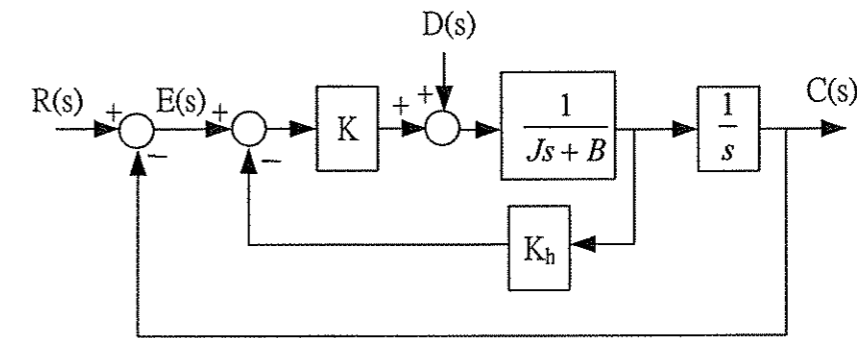 D(s)
R(s) + E(s) + K + + 1 1 C(s)
Js + B s
− −
K_h